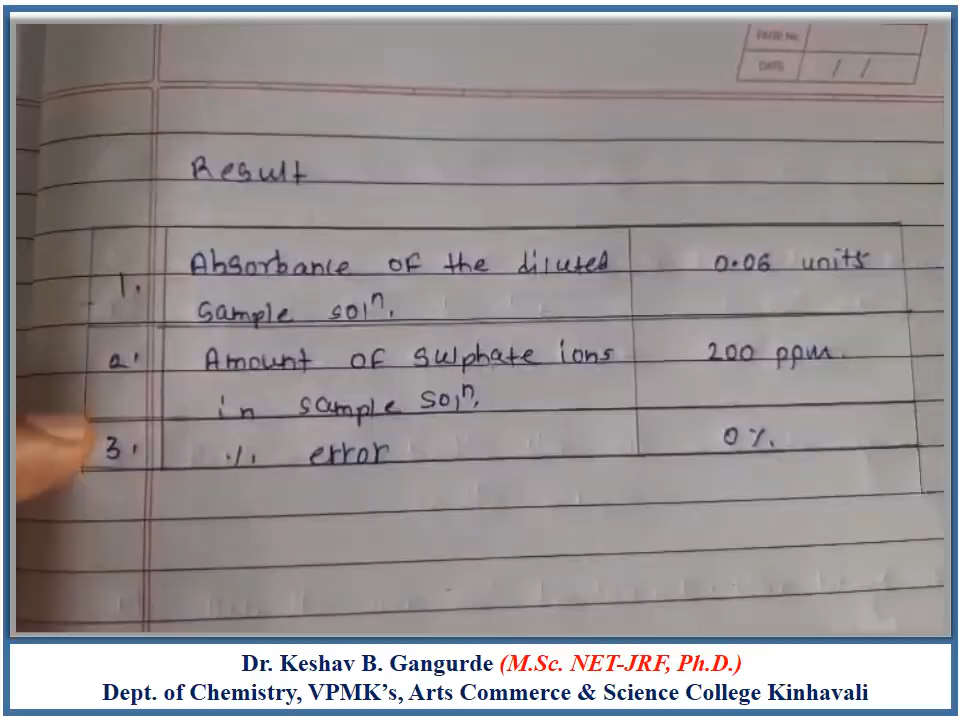 PAGE No.
DATE / /
Result
1. Absorbance of the diluted 0.06 units
sample solⁿ.
2. Amount of sulphate ions 200 ppm.
in sample solⁿ.
3. % error 0%.
Dr. Keshav B. Gangurde (M.Sc. NET-JRF, Ph.D.)
Dept. of Chemistry, VPMK’s, Arts Commerce & Science College Kinhavali